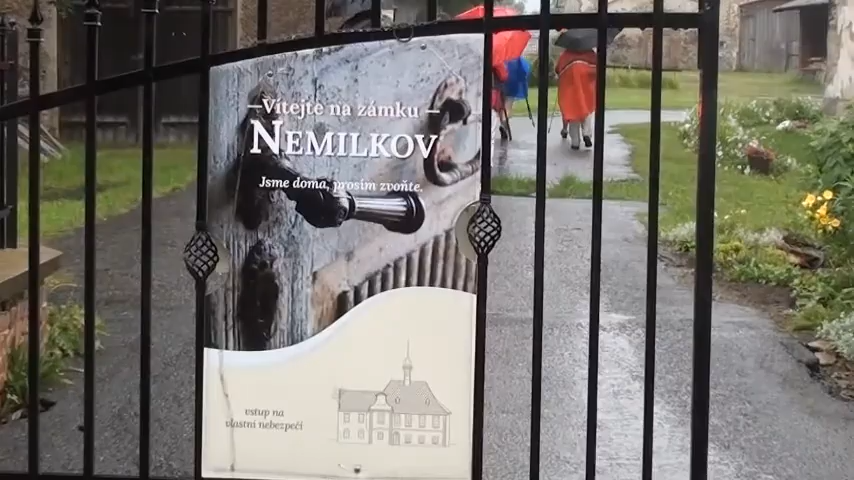 Vítejte na zámku
NEMILKOV
Jsme doma, prosím zvoňte.
vstup na
vlastní nebezpečí